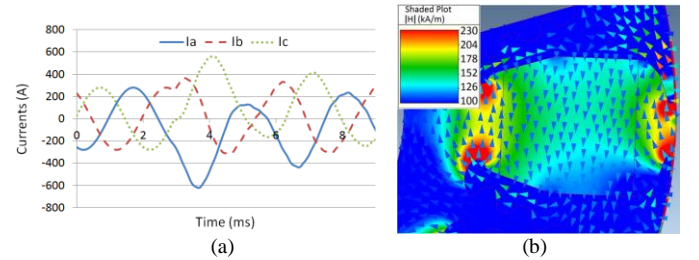 800
600
400
200
0
-200
-400
-600
-800
Currents (A)
Ia Ib Ic
0 2 4 6 8
Time (ms)
(a)
Shaded Plot
|H| (kA/m)
230
204
178
152
126
100
(b)